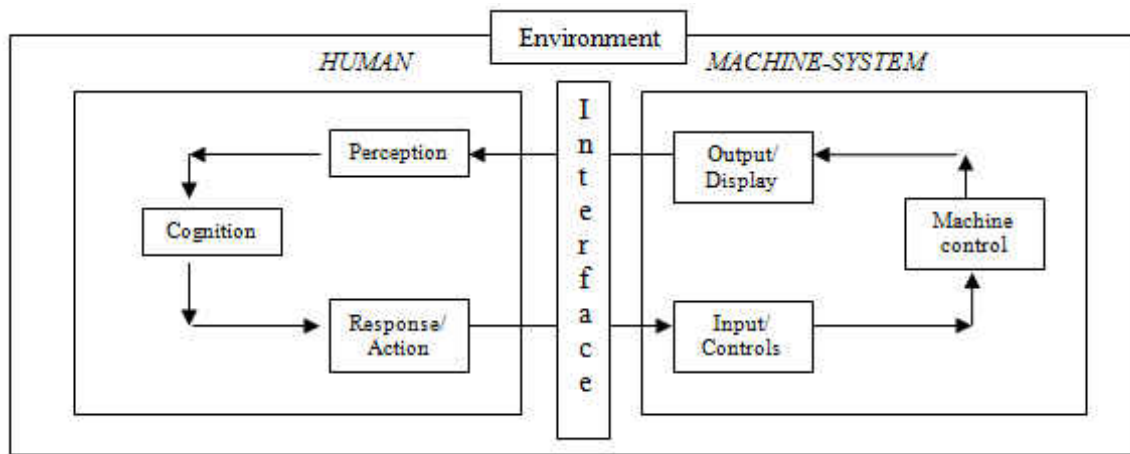 Environment
HUMAN
MACHINE-SYSTEM
Perception
Cognition
Response/
Action
I
n
t
e
r
f
a
c
e
Output/
Display
Machine
control
Input/
Controls